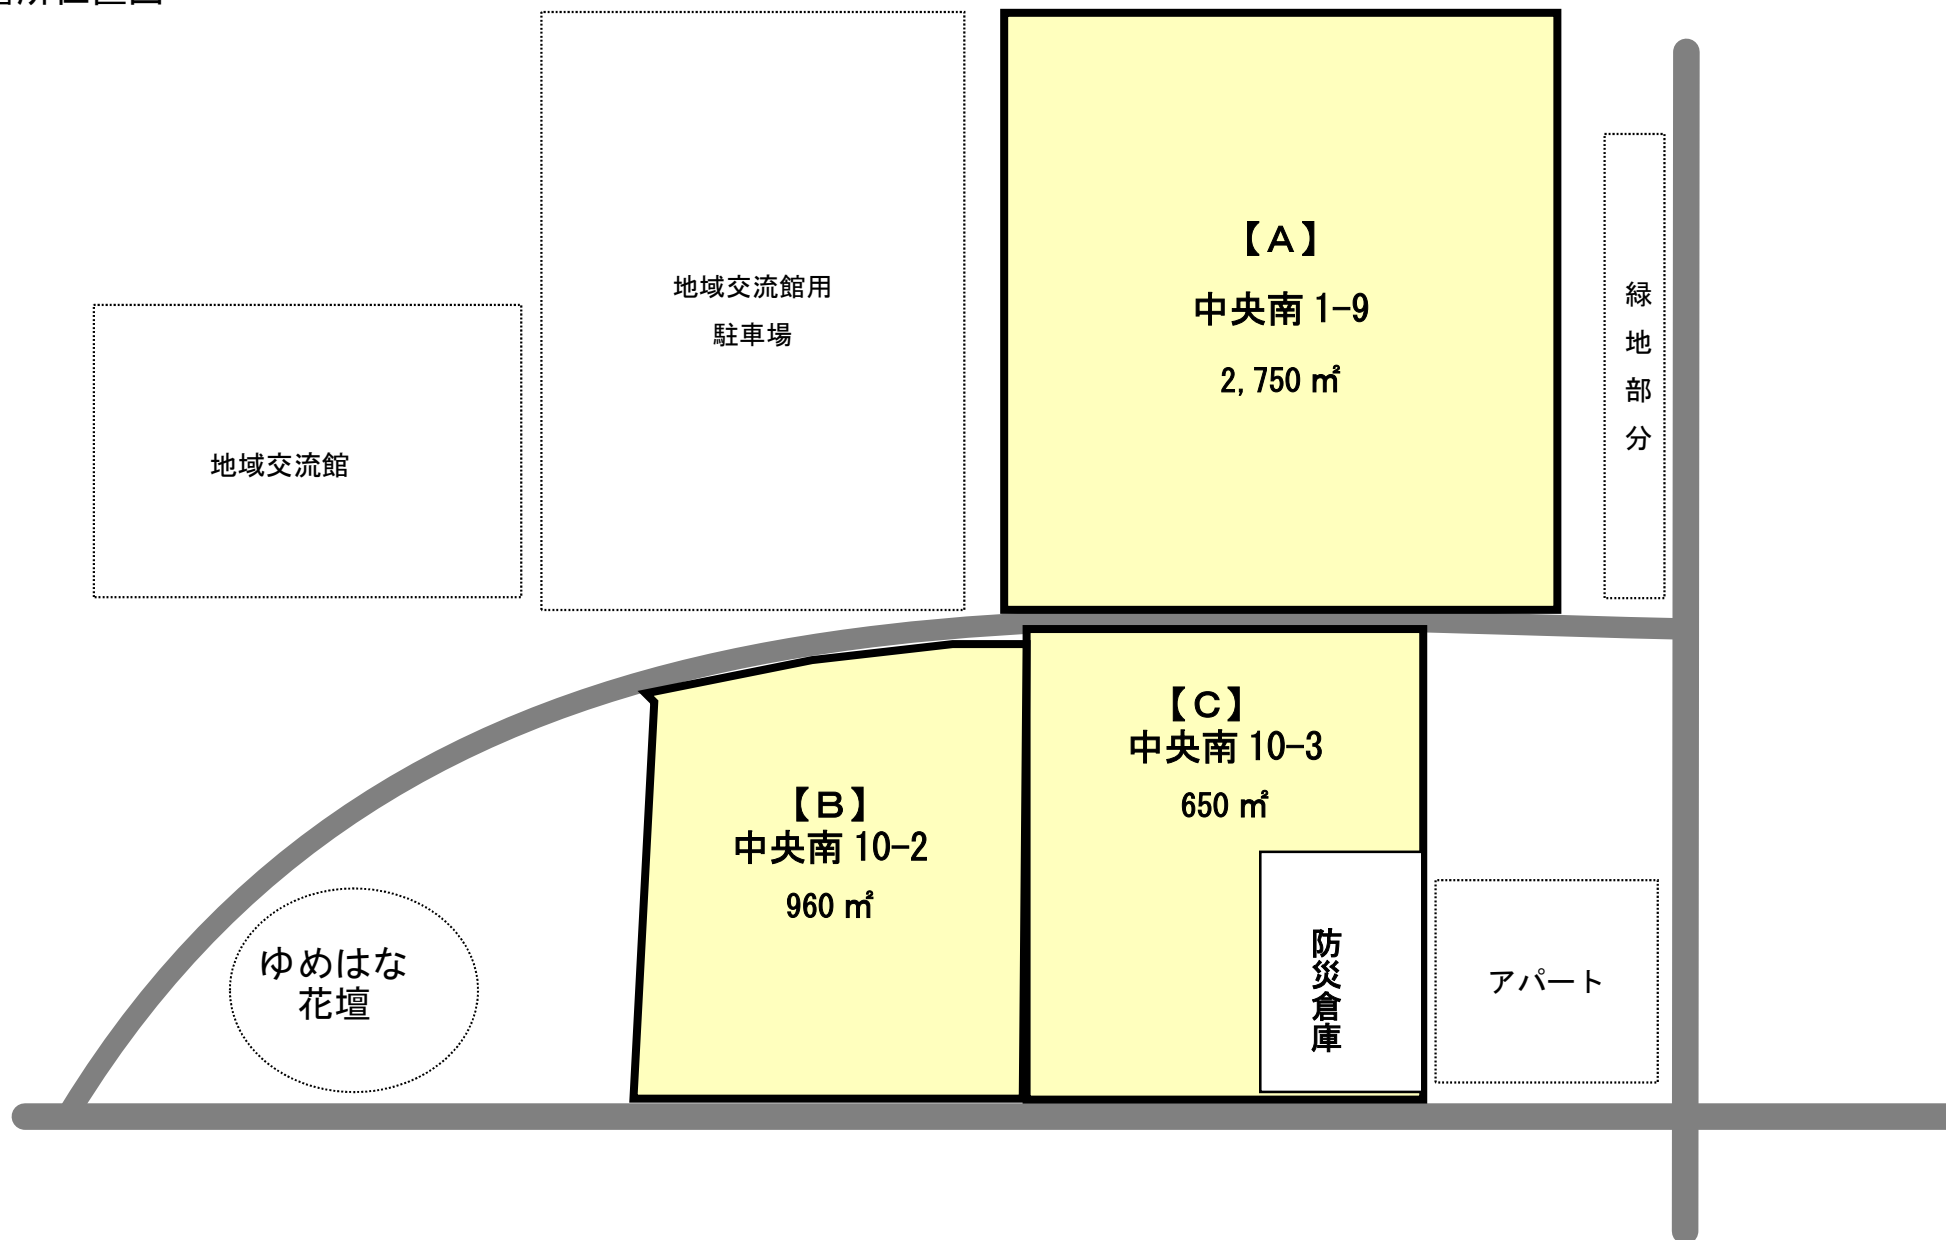 地域交流館用
駐車場
地域交流館
【A】
中央南 1-9
2,750 ㎡
緑地部分
【B】
中央南 10-2
960 ㎡
【C】
中央南 10-3
650 ㎡
防災倉庫
アパート
ゆめはな
花壇